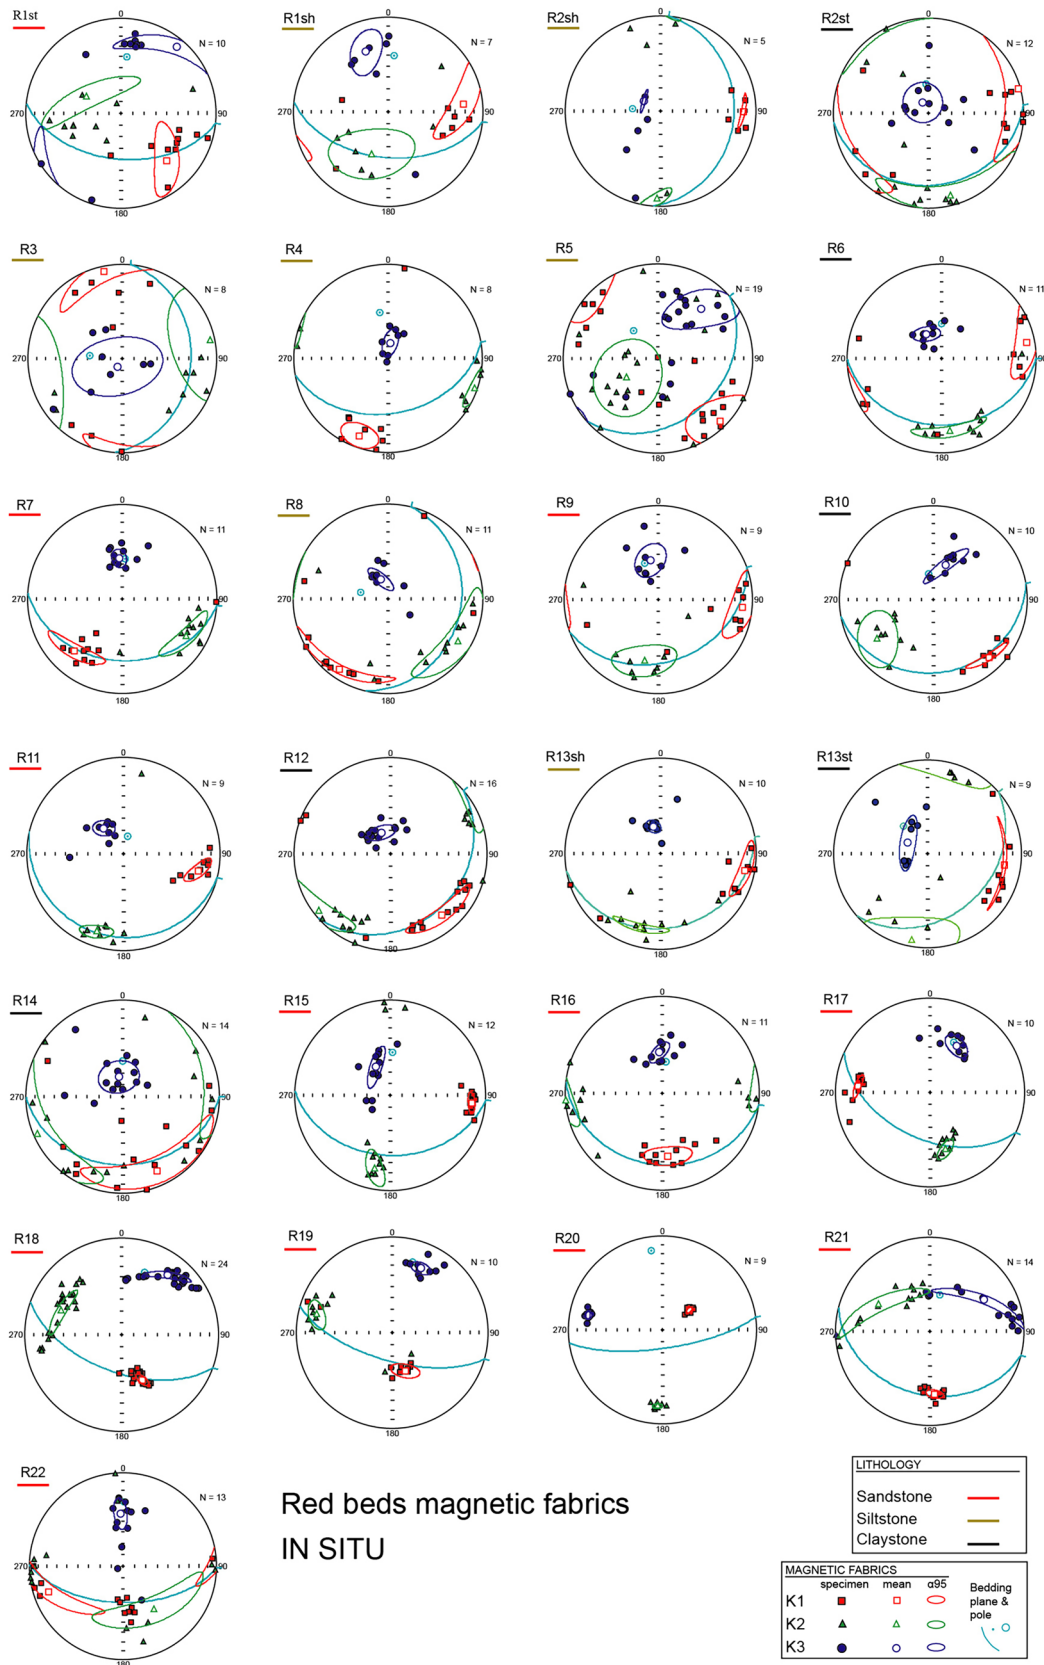 R1st R1sh R2sh R2st
0 0 0 0
N = 10 N = 7 N = 5 N = 12
270 90 270 90 270 90 270 90
180 180 180 180
R3 R4 R5 R6
0 0 0 0
N = 8 N = 8 N = 19 N = 11
270 90 270 90 270 90 270 90
180 180 180 180
R7 R8 R9 R10
0 0 0 0
N = 11 N = 11 N = 9 N = 10
270 90 270 90 270 90 270 90
180 180 180 180
R11 R12 R13sh R13st
0 0 0 0
N = 9 N = 16 N = 10 N = 9
270 90 270 90 270 90 270 90
180 180 180 180
R14 R15 R16 R17
0 0 0 0
N = 14 N = 12 N = 11 N = 10
270 90 270 90 270 90 270 90
180 180 180 180
R18 R19 R20 R21
0 0 0 0
N = 24 N = 10 N = 9 N = 14
270 90 270 90 270 90 270 90
180 180 180 180
R22
0
N = 13
270 90
180
Red beds magnetic fabrics
IN SITU
LITHOLOGY
Sandstone
Siltstone
Claystone
MAGNETIC FABRICS
specimen mean α95
K1
K2
K3
Bedding
plane &
pole